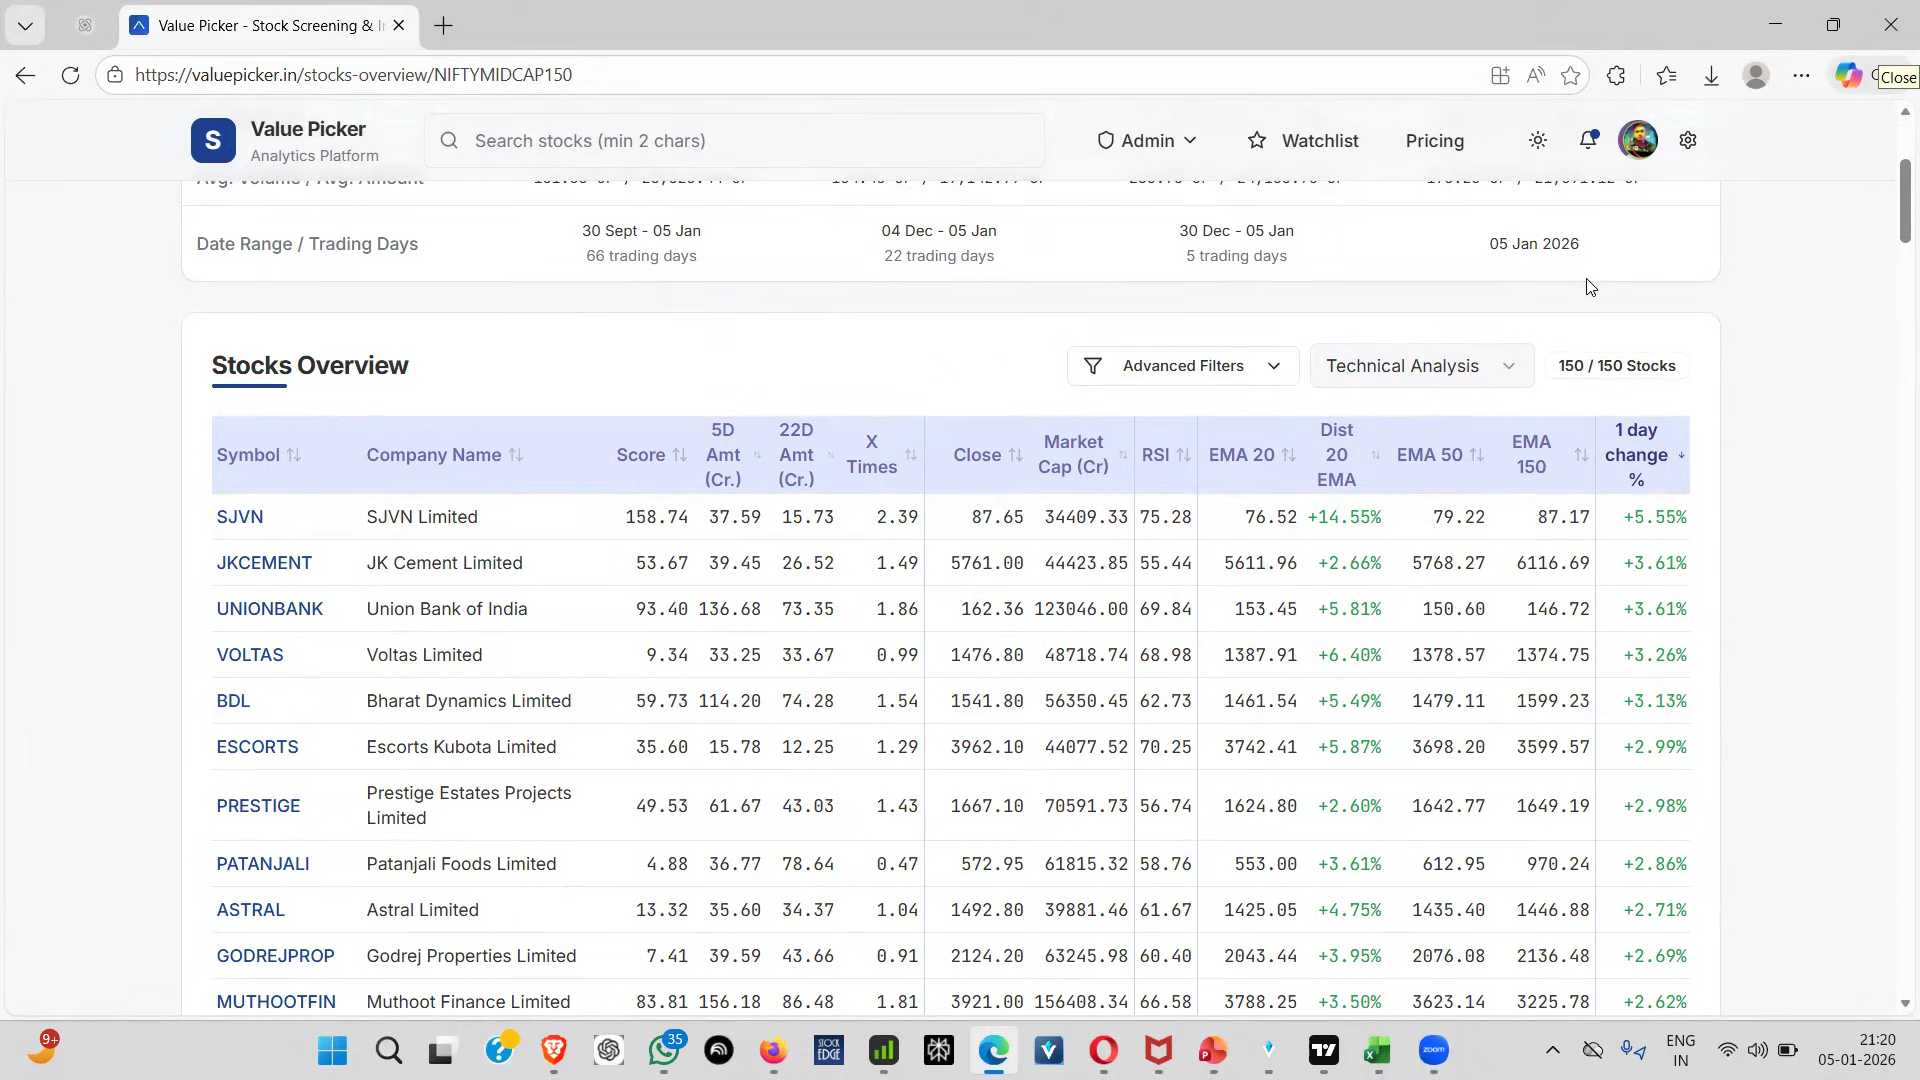 Value Picker - Stock Screening & I
https://valuepicker.in/stocks-overview/NIFTYMIDCAP150
Close
S
Value Picker
Analytics Platform
Search stocks (min 2 chars)
Admin
Watchlist
Pricing
Date Range / Trading Days
30 Sept - 05 Jan
66 trading days
04 Dec - 05 Jan
22 trading days
30 Dec - 05 Jan
5 trading days
05 Jan 2026
Stocks Overview
Advanced Filters
Technical Analysis
150 / 150 Stocks
Symbol Company Name Score 5D Amt (Cr.) 22D Amt (Cr.) X Times Close Market Cap (Cr) RSI EMA 20 Dist 20 EMA EMA 50 EMA 150 1 day change %
SJVN SJVN Limited 158.74 37.59 15.73 2.39 87.65 34409.33 75.28 76.52 +14.55% 79.22 87.17 +5.55%
JKCEMENT JK Cement Limited 53.67 39.45 26.52 1.49 5761.00 44423.85 55.44 5611.96 +2.66% 5768.27 6116.69 +3.61%
UNIONBANK Union Bank of India 93.40 136.68 73.35 1.86 162.36 123046.00 69.84 153.45 +5.81% 150.60 146.72 +3.61%
VOLTAS Voltas Limited 9.34 33.25 33.67 0.99 1476.80 48718.74 68.98 1387.91 +6.40% 1378.57 1374.75 +3.26%
BDL Bharat Dynamics Limited 59.73 114.20 74.28 1.54 1541.80 56350.45 62.73 1461.54 +5.49% 1479.11 1599.23 +3.13%
ESCORTS Escorts Kubota Limited 35.60 15.78 12.25 1.29 3962.10 44077.52 70.25 3742.41 +5.87% 3698.20 3599.57 +2.99%
PRESTIGE Prestige Estates Projects Limited 49.53 61.67 43.03 1.43 1667.10 70591.73 56.74 1624.80 +2.60% 1642.77 1649.19 +2.98%
PATANJALI Patanjali Foods Limited 4.88 36.77 78.64 0.47 572.95 61815.32 58.76 553.00 +3.61% 612.95 970.24 +2.86%
ASTRAL Astral Limited 13.32 35.60 34.37 1.04 1492.80 39881.46 61.67 1425.05 +4.75% 1435.40 1446.88 +2.71%
GODREJPROP Godrej Properties Limited 7.41 39.59 43.66 0.91 2124.20 63245.98 60.40 2043.44 +3.95% 2076.08 2136.48 +2.69%
MUTHOOTFIN Muthoot Finance Limited 83.81 156.18 86.48 1.81 3921.00 156408.34 66.58 3788.25 +3.50% 3623.14 3225.78 +2.62%
9+
35
STOCK EDGE
zoom
ENG
IN
21:20
05-01-2026